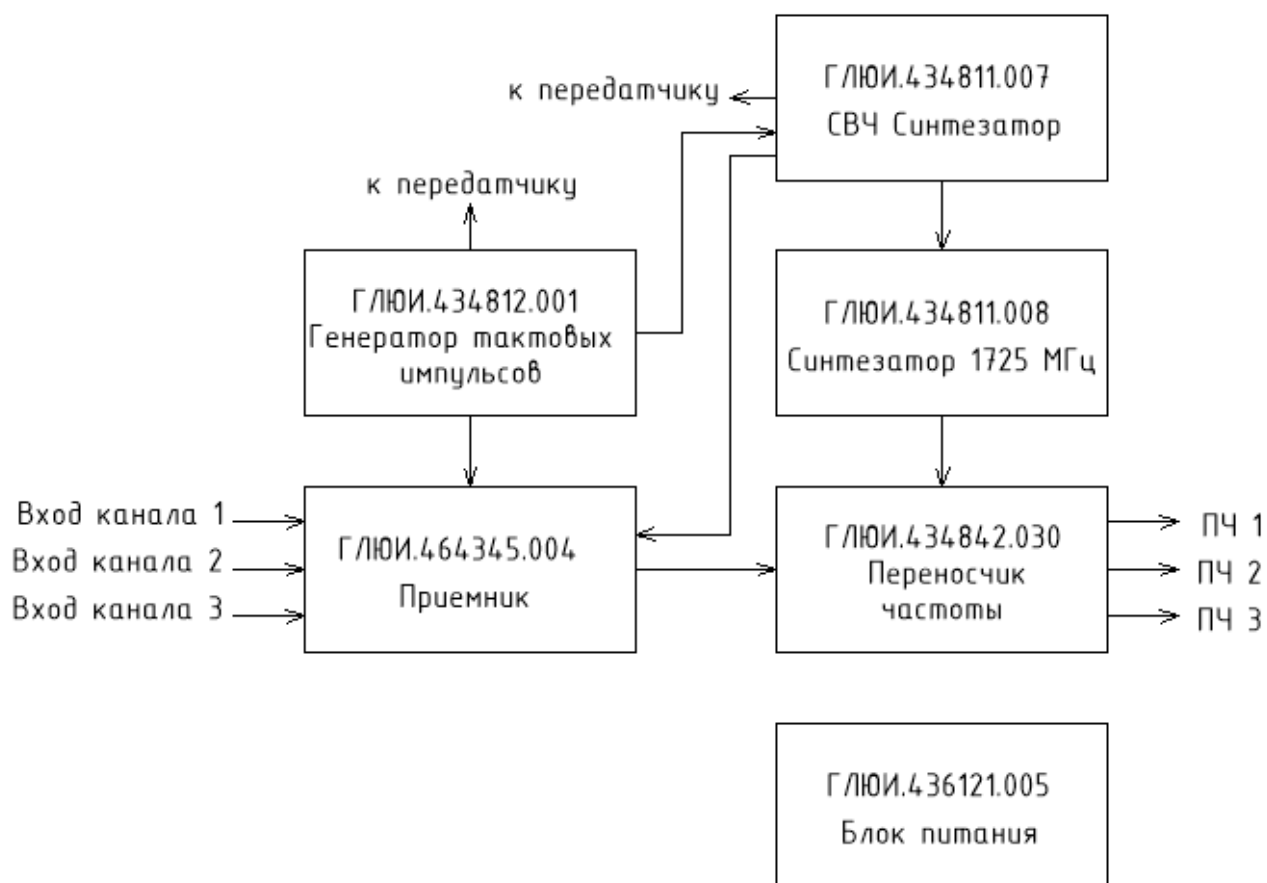 ГЛЮИ.434811.007
СВЧ Синтезатор
к передатчику
к передатчику
ГЛЮИ.434812.001
Генератор тактовых
импульсов
ГЛЮИ.434811.008
Синтезатор 1725 МГц
Вход канала 1
Вход канала 2
Вход канала 3
ГЛЮИ.464345.004
Приемник
ГЛЮИ.434842.030
Переносчик
частоты
ПЧ 1
ПЧ 2
ПЧ 3
ГЛЮИ.436121.005
Блок питания